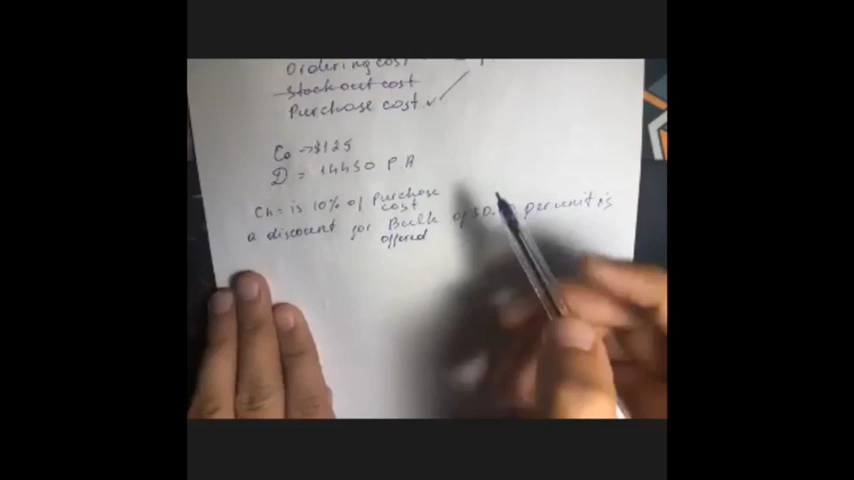 Ordering cost
Stock out cost
Purchase cost ✓
Co → $125
D = 14450 P.A
Ch = is 10% of Purchase cost
a discount for Bulk of $0. per unit is offered